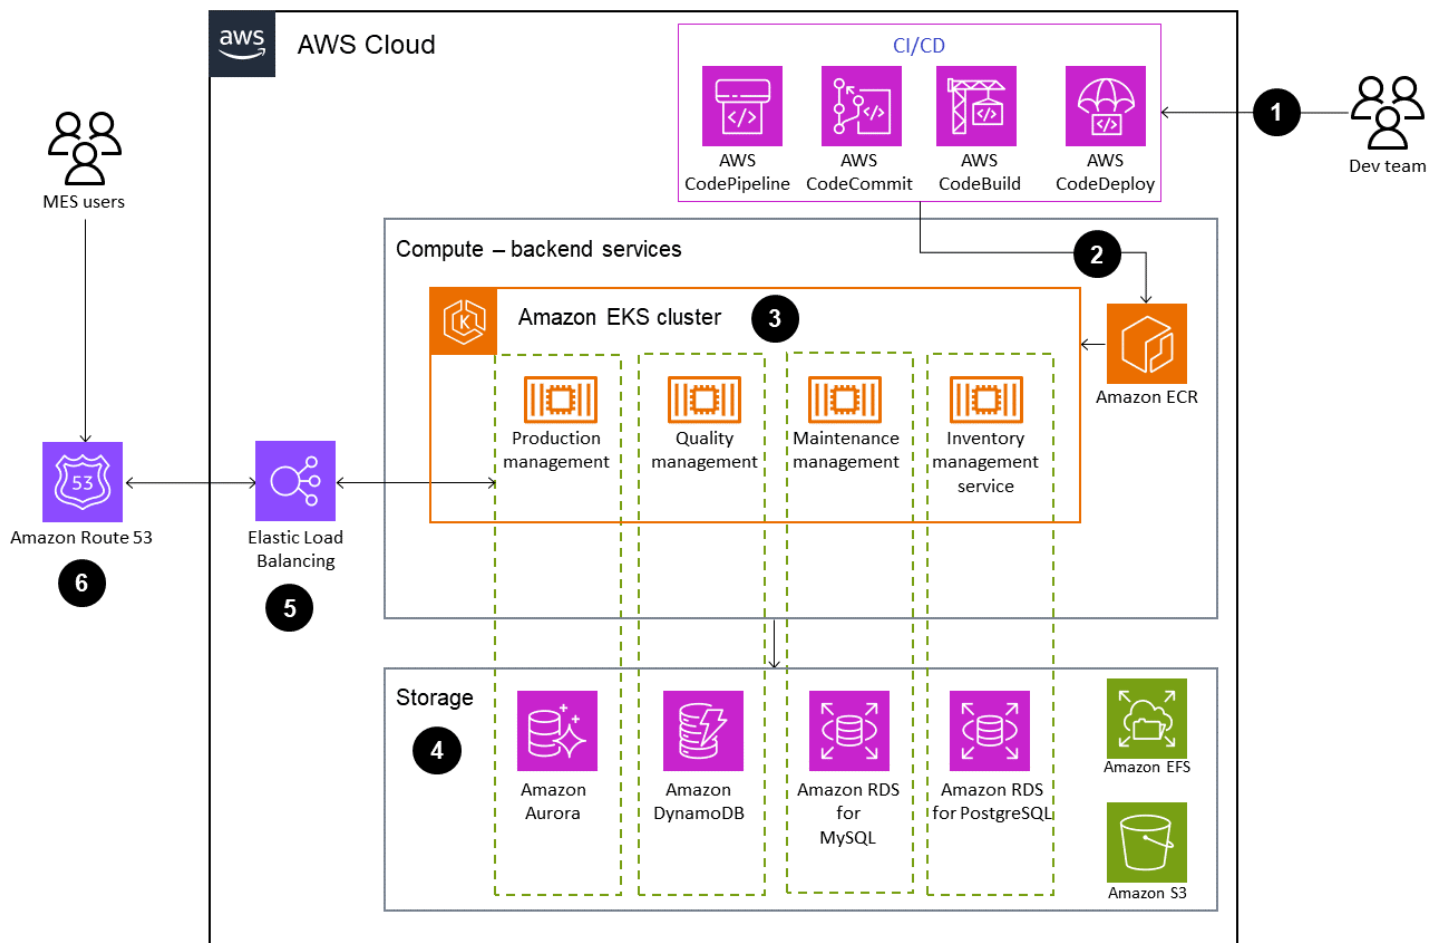 aws
AWS Cloud
CI/CD
AWS
CodePipeline
AWS
CodeCommit
AWS
CodeBuild
AWS
CodeDeploy
1
Dev team
MES users
Compute – backend services
2
Amazon EKS cluster
3
K
Amazon ECR
Production
management
Quality
management
Maintenance
management
Inventory
management
service
53
Amazon Route 53
6
Elastic Load
Balancing
5
Storage
4
Amazon
Aurora
Amazon
DynamoDB
Amazon RDS
for
MySQL
Amazon RDS
for PostgreSQL
Amazon EFS
Amazon S3